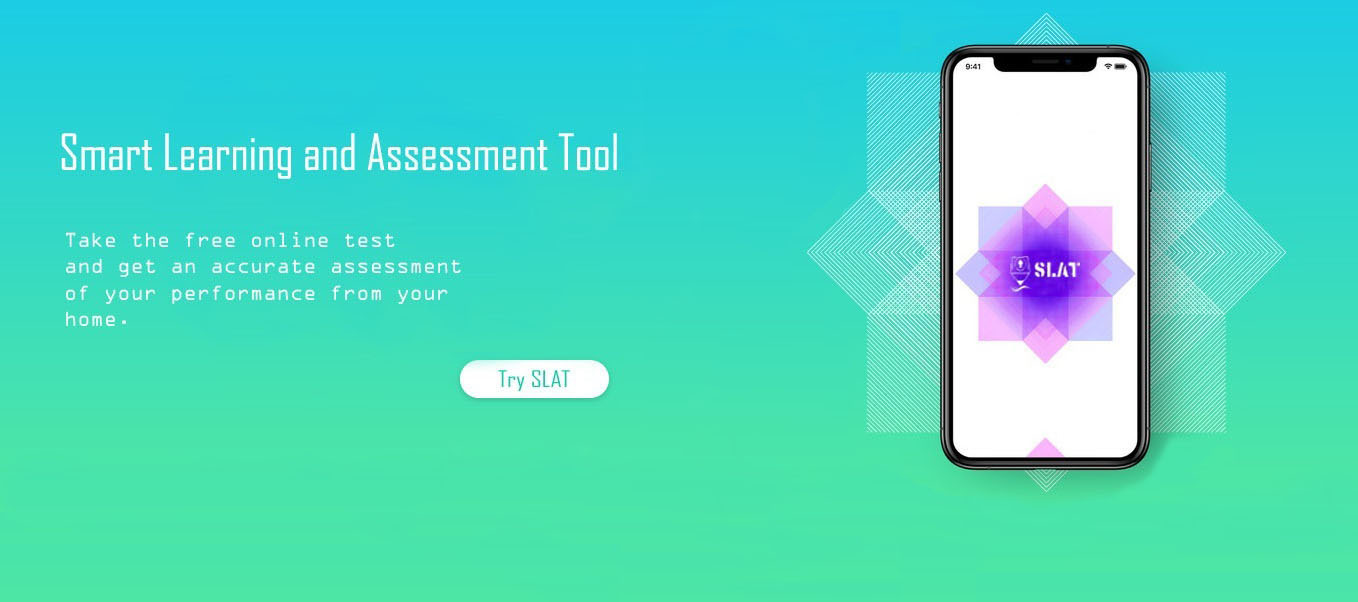 Smart Learning and Assessment Tool
Take the free online test
and get an accurate assessment
of your performance from your
home.
Try SLAT
9:41
SLAT